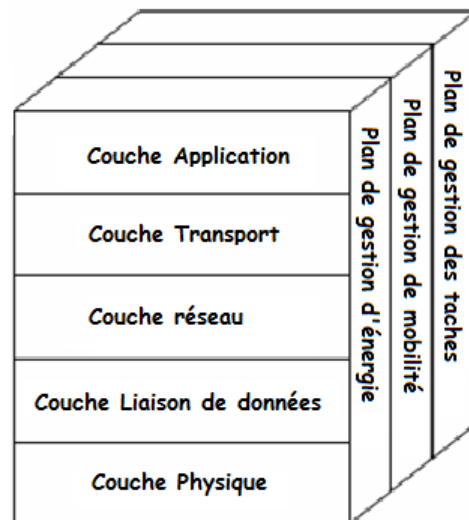 Couche Application
Couche Transport
Couche réseau
Couche Liaison de données
Couche Physique
Plan de gestion d'énergie
Plan de gestion de mobilité
Plan de gestion des taches